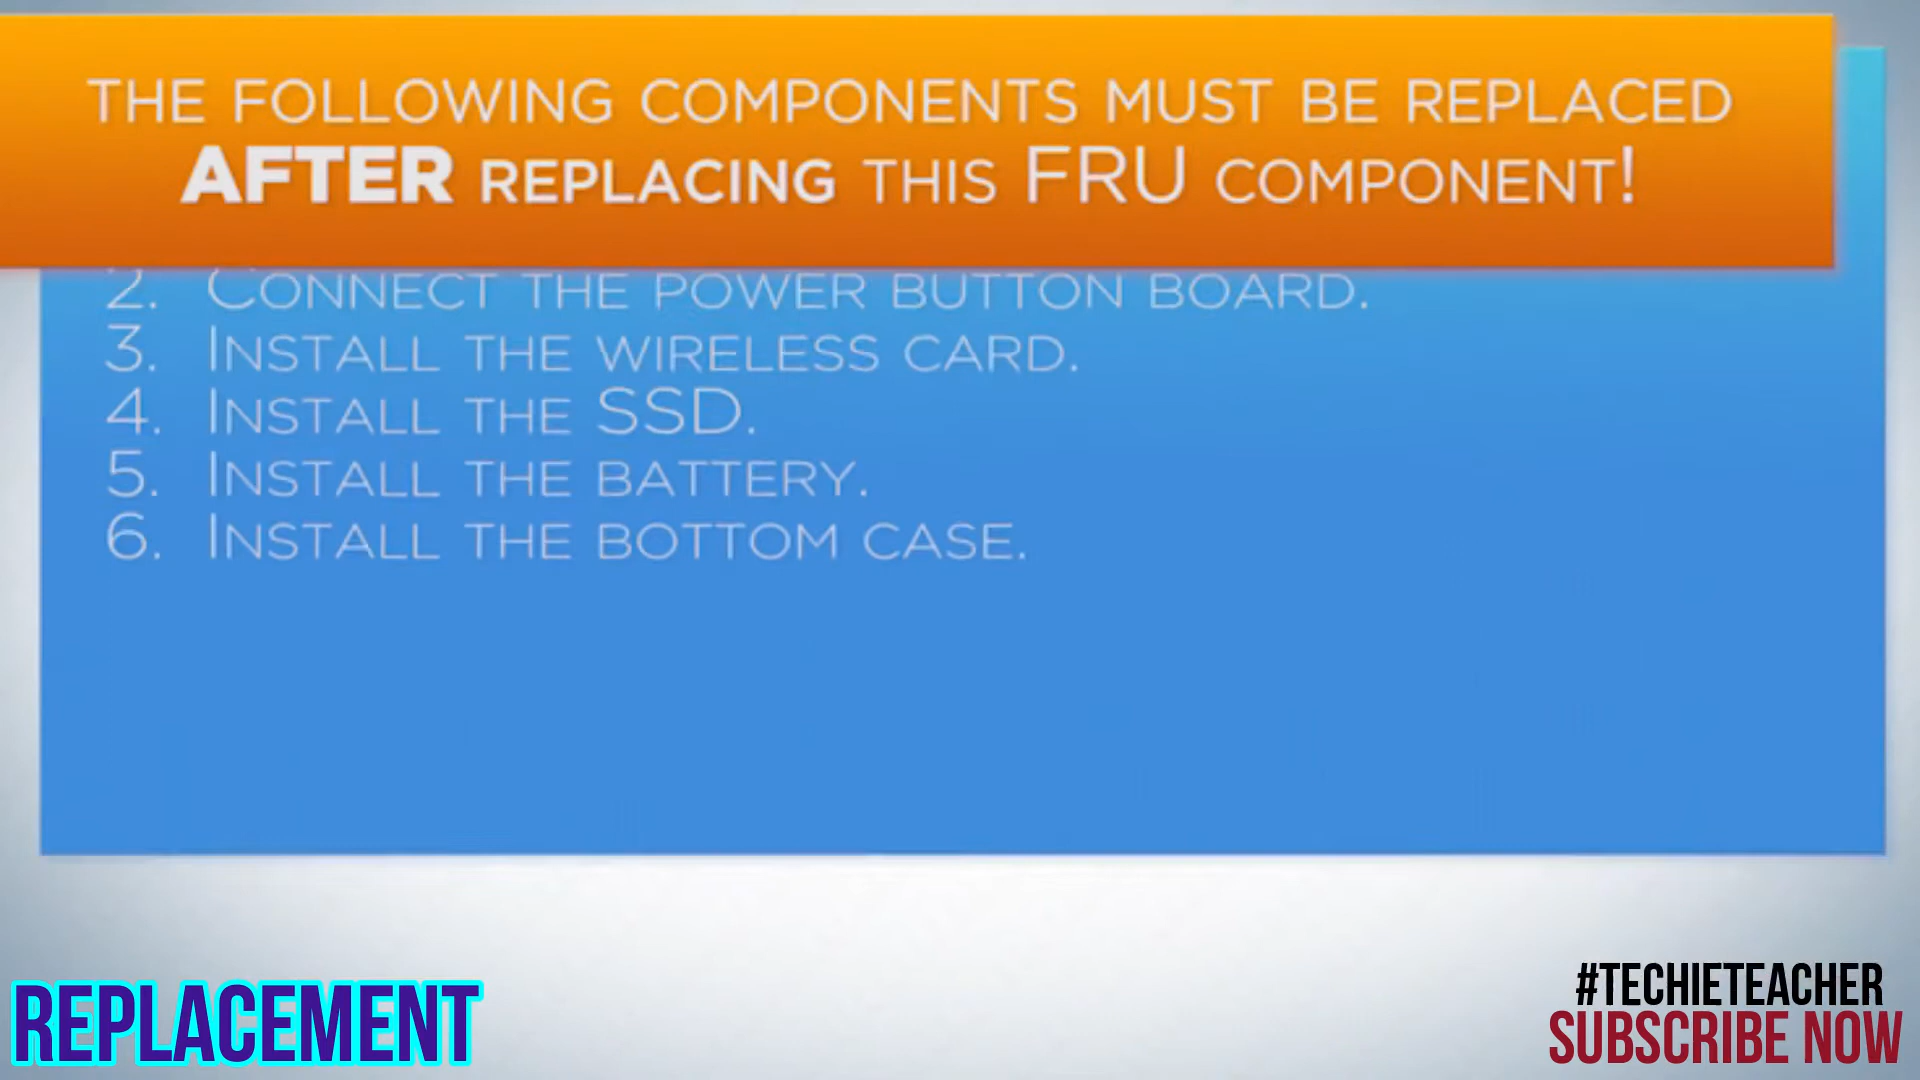 THE FOLLOWING COMPONENTS MUST BE REPLACED
AFTER REPLACING THIS FRU COMPONENT!
2. CONNECT THE POWER BUTTON BOARD.
3. INSTALL THE WIRELESS CARD.
4. INSTALL THE SSD.
5. INSTALL THE BATTERY.
6. INSTALL THE BOTTOM CASE.
REPLACEMENT
#TECHIETEACHER
SUBSCRIBE NOW